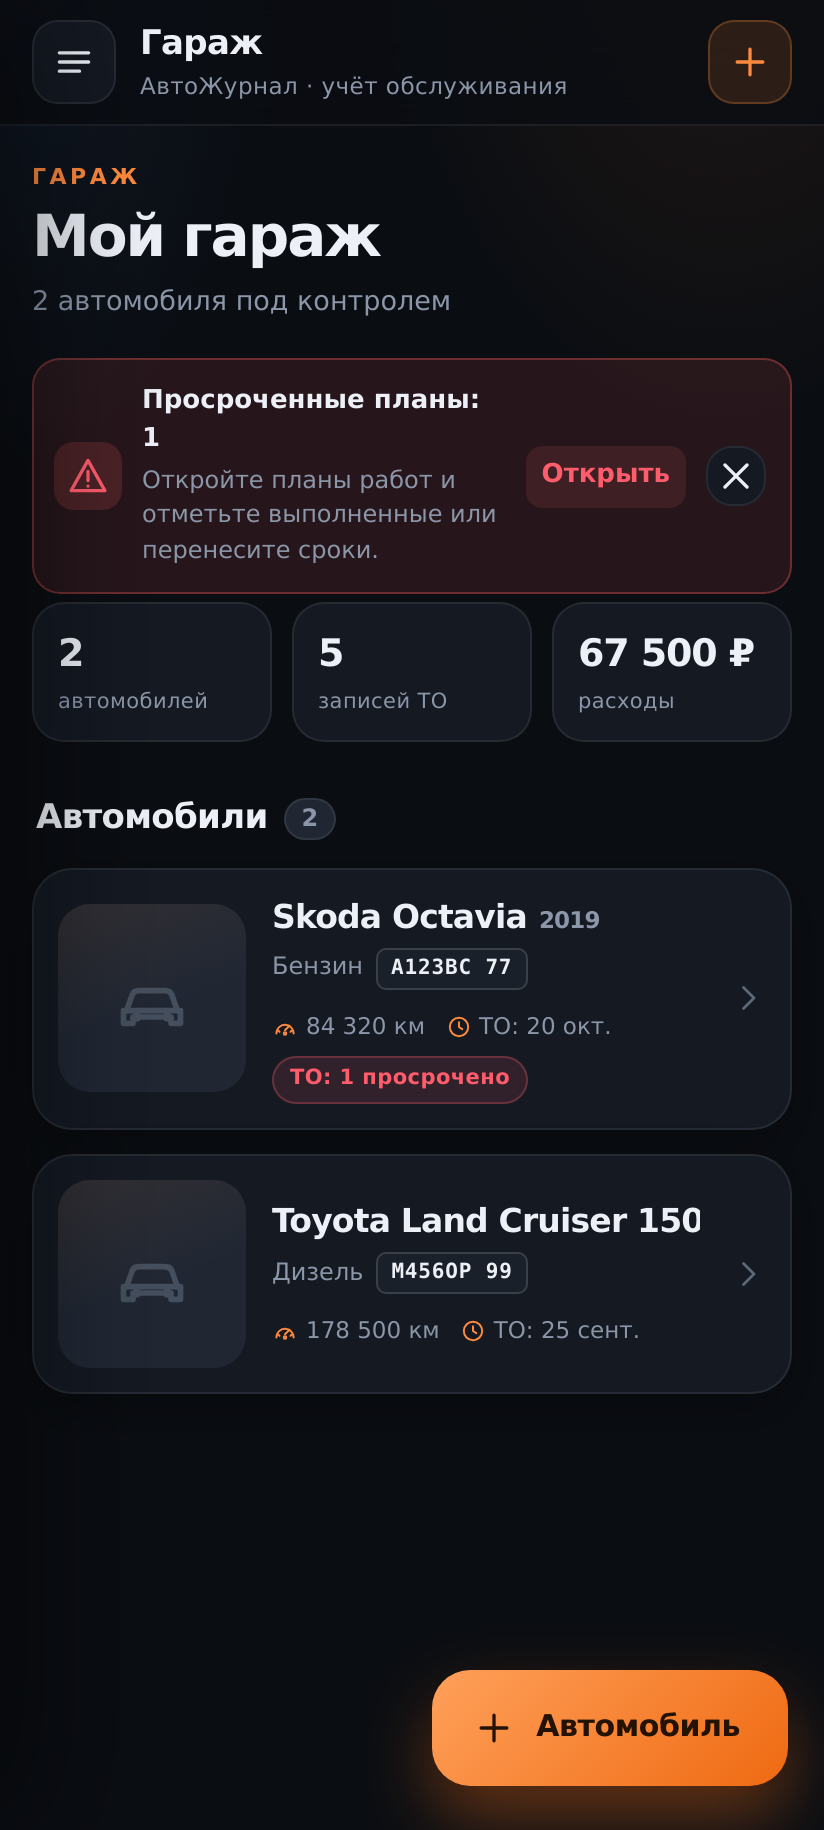 Гараж
АвтоЖурнал · учёт обслуживания
ГАРАЖ
Мой гараж
2 автомобиля под контролем
Просроченные планы:
1
Откройте планы работ и
отметьте выполненные или
перенесите сроки.
Открыть
2
автомобилей
5
записей ТО
67 500 ₽
расходы
Автомобили 2
Skoda Octavia 2019
Бензин А123ВС 77
84 320 км ТО: 20 окт.
ТО: 1 просрочено
Toyota Land Cruiser 150
Дизель М456ОР 99
178 500 км ТО: 25 сент.
Автомобиль